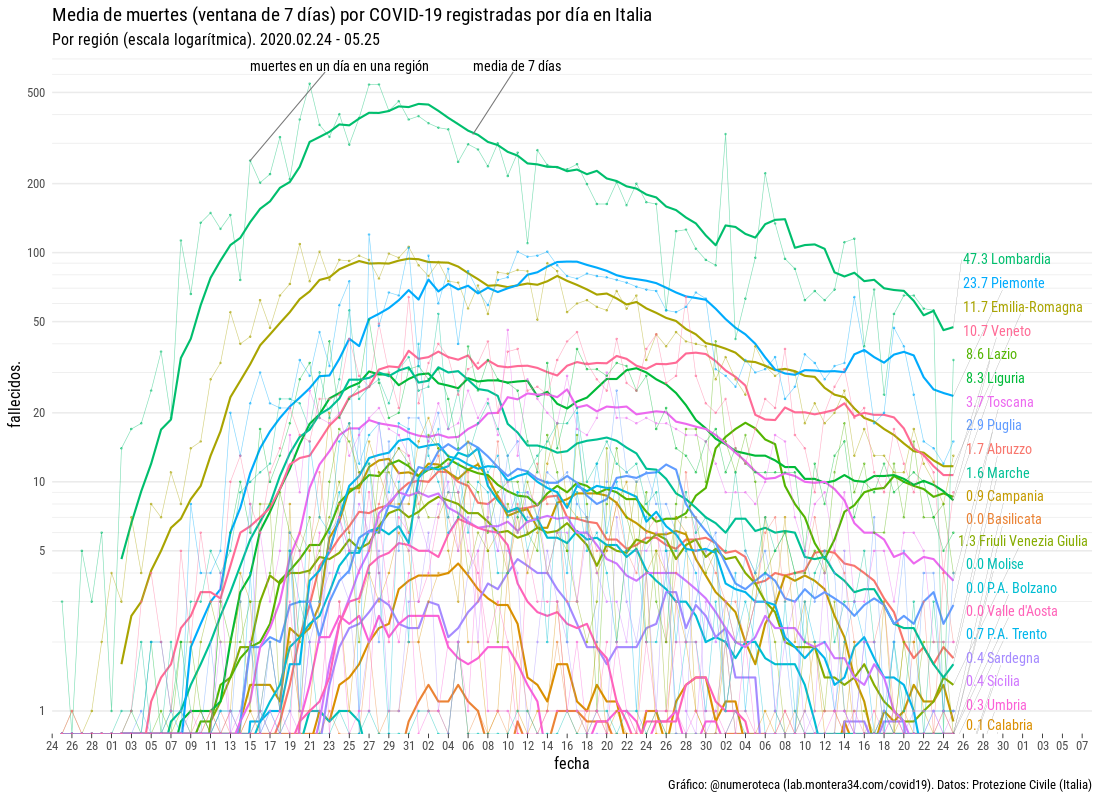 Media de muertes (ventana de 7 días) por COVID-19 registradas por día en Italia
Por región (escala logarítmica). 2020.02.24 - 05.25
muertes en un día en una región
media de 7 días
500
200
100
50
20
10
5
1
fallecidos.
47.3 Lombardia
23.7 Piemonte
11.7 Emilia-Romagna
10.7 Veneto
8.6 Lazio
8.3 Liguria
3.7 Toscana
2.9 Puglia
1.7 Abruzzo
1.6 Marche
0.9 Campania
0.0 Basilicata
1.3 Friuli Venezia Giulia
0.0 Molise
0.0 P.A. Bolzano
0.0 Valle d'Aosta
0.7 P.A. Trento
0.4 Sardegna
0.4 Sicilia
0.3 Umbria
0.1 Calabria
24 26 28 01 03 05 07 09 11 13 15 17 19 21 23 25 27 29 31 02 04 06 08 10 12 14 16 18 20 22 24 26 28 30 02 04 06 08 10 12 14 16 18 20 22 24 26 28 30 01 03 05 07
fecha
Gráfico: @numeroteca (lab.montera34.com/covid19). Datos: Protezione Civile (Italia)